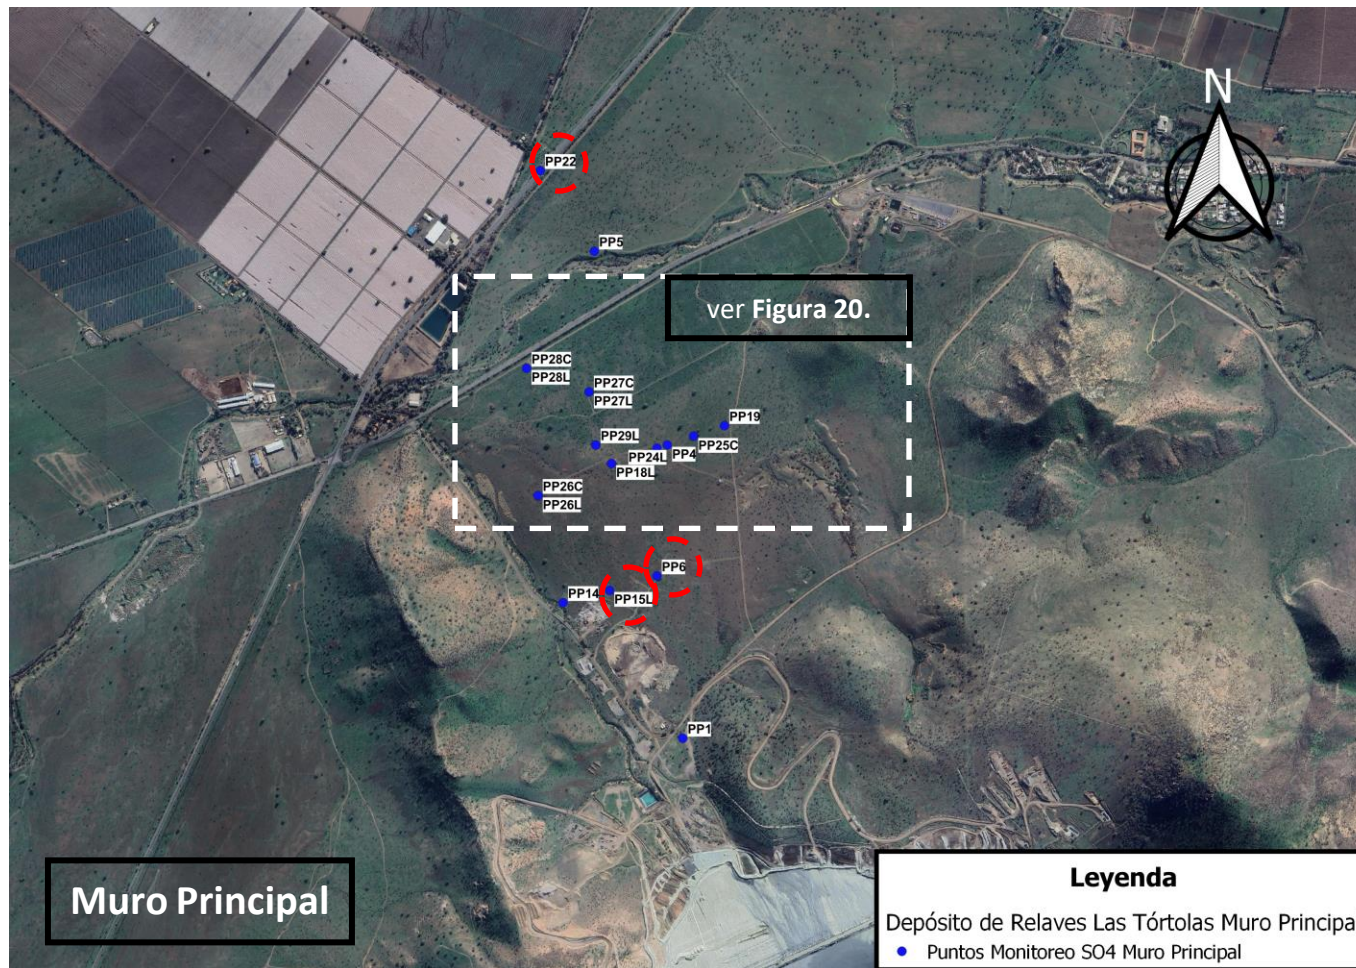 N
PP22
PP5
ver Figura 20.
PP28C
PP28L
PP27C
PP27L
PP19
PP29L
PP25C
PP4
PP24L
PP18L
PP26C
PP26L
PP6
PP14
PP15L
PP1
Muro Principal
Leyenda
Depósito de Relaves Las Tórtolas Muro Principa
Puntos Monitoreo SO4 Muro Principal